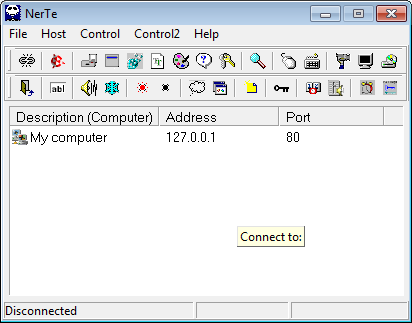 NerTe
File Host Control Control2 Help
abl
Description (Computer) Address Port
My computer 127.0.0.1 80
Connect to:
Disconnected